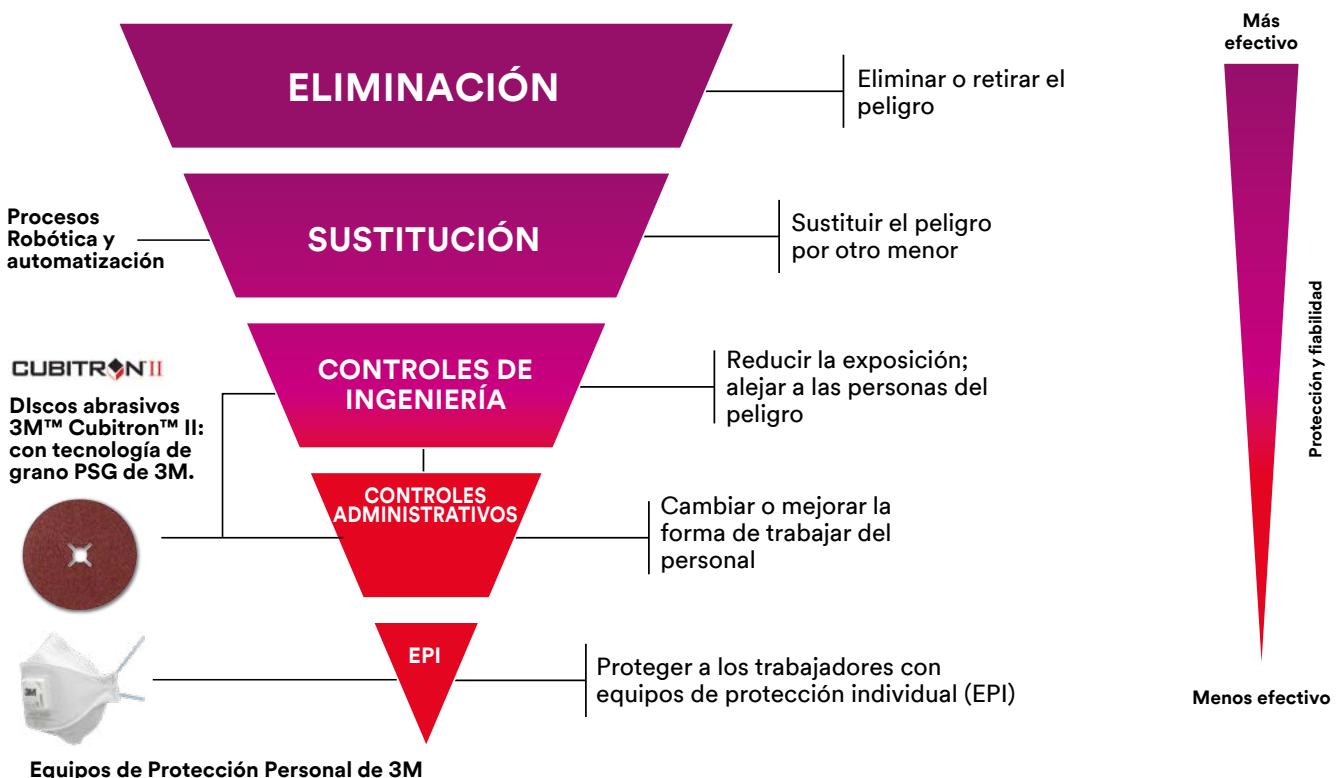 Más
efectivo
ELIMINACIÓN
Eliminar o retirar el
peligro
Procesos
Robótica y
automatización
SUSTITUCIÓN
Sustituir el peligro
por otro menor
CUBITRON II
DIscos abrasivos
3M™ Cubitron™ II:
con tecnología de
grano PSG de 3M.
CONTROLES DE
INGENIERÍA
Reducir la exposición;
alejar a las personas del
peligro
Protección y fiabilidad
CONTROLES
ADMINISTRATIVOS
Cambiar o mejorar la
forma de trabajar del
personal
3M
EPI
Proteger a los trabajadores con
equipos de protección individual (EPI)
Menos efectivo
Equipos de Protección Personal de 3M